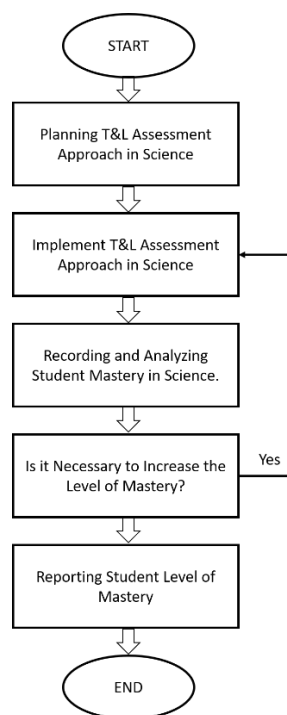 START
Planning T&L Assessment
Approach in Science
Implement T&L Assessment
Approach in Science
Recording and Analyzing
Student Mastery in Science.
Is it Necessary to Increase the
Level of Mastery?
Yes
Reporting Student Level of
Mastery
END